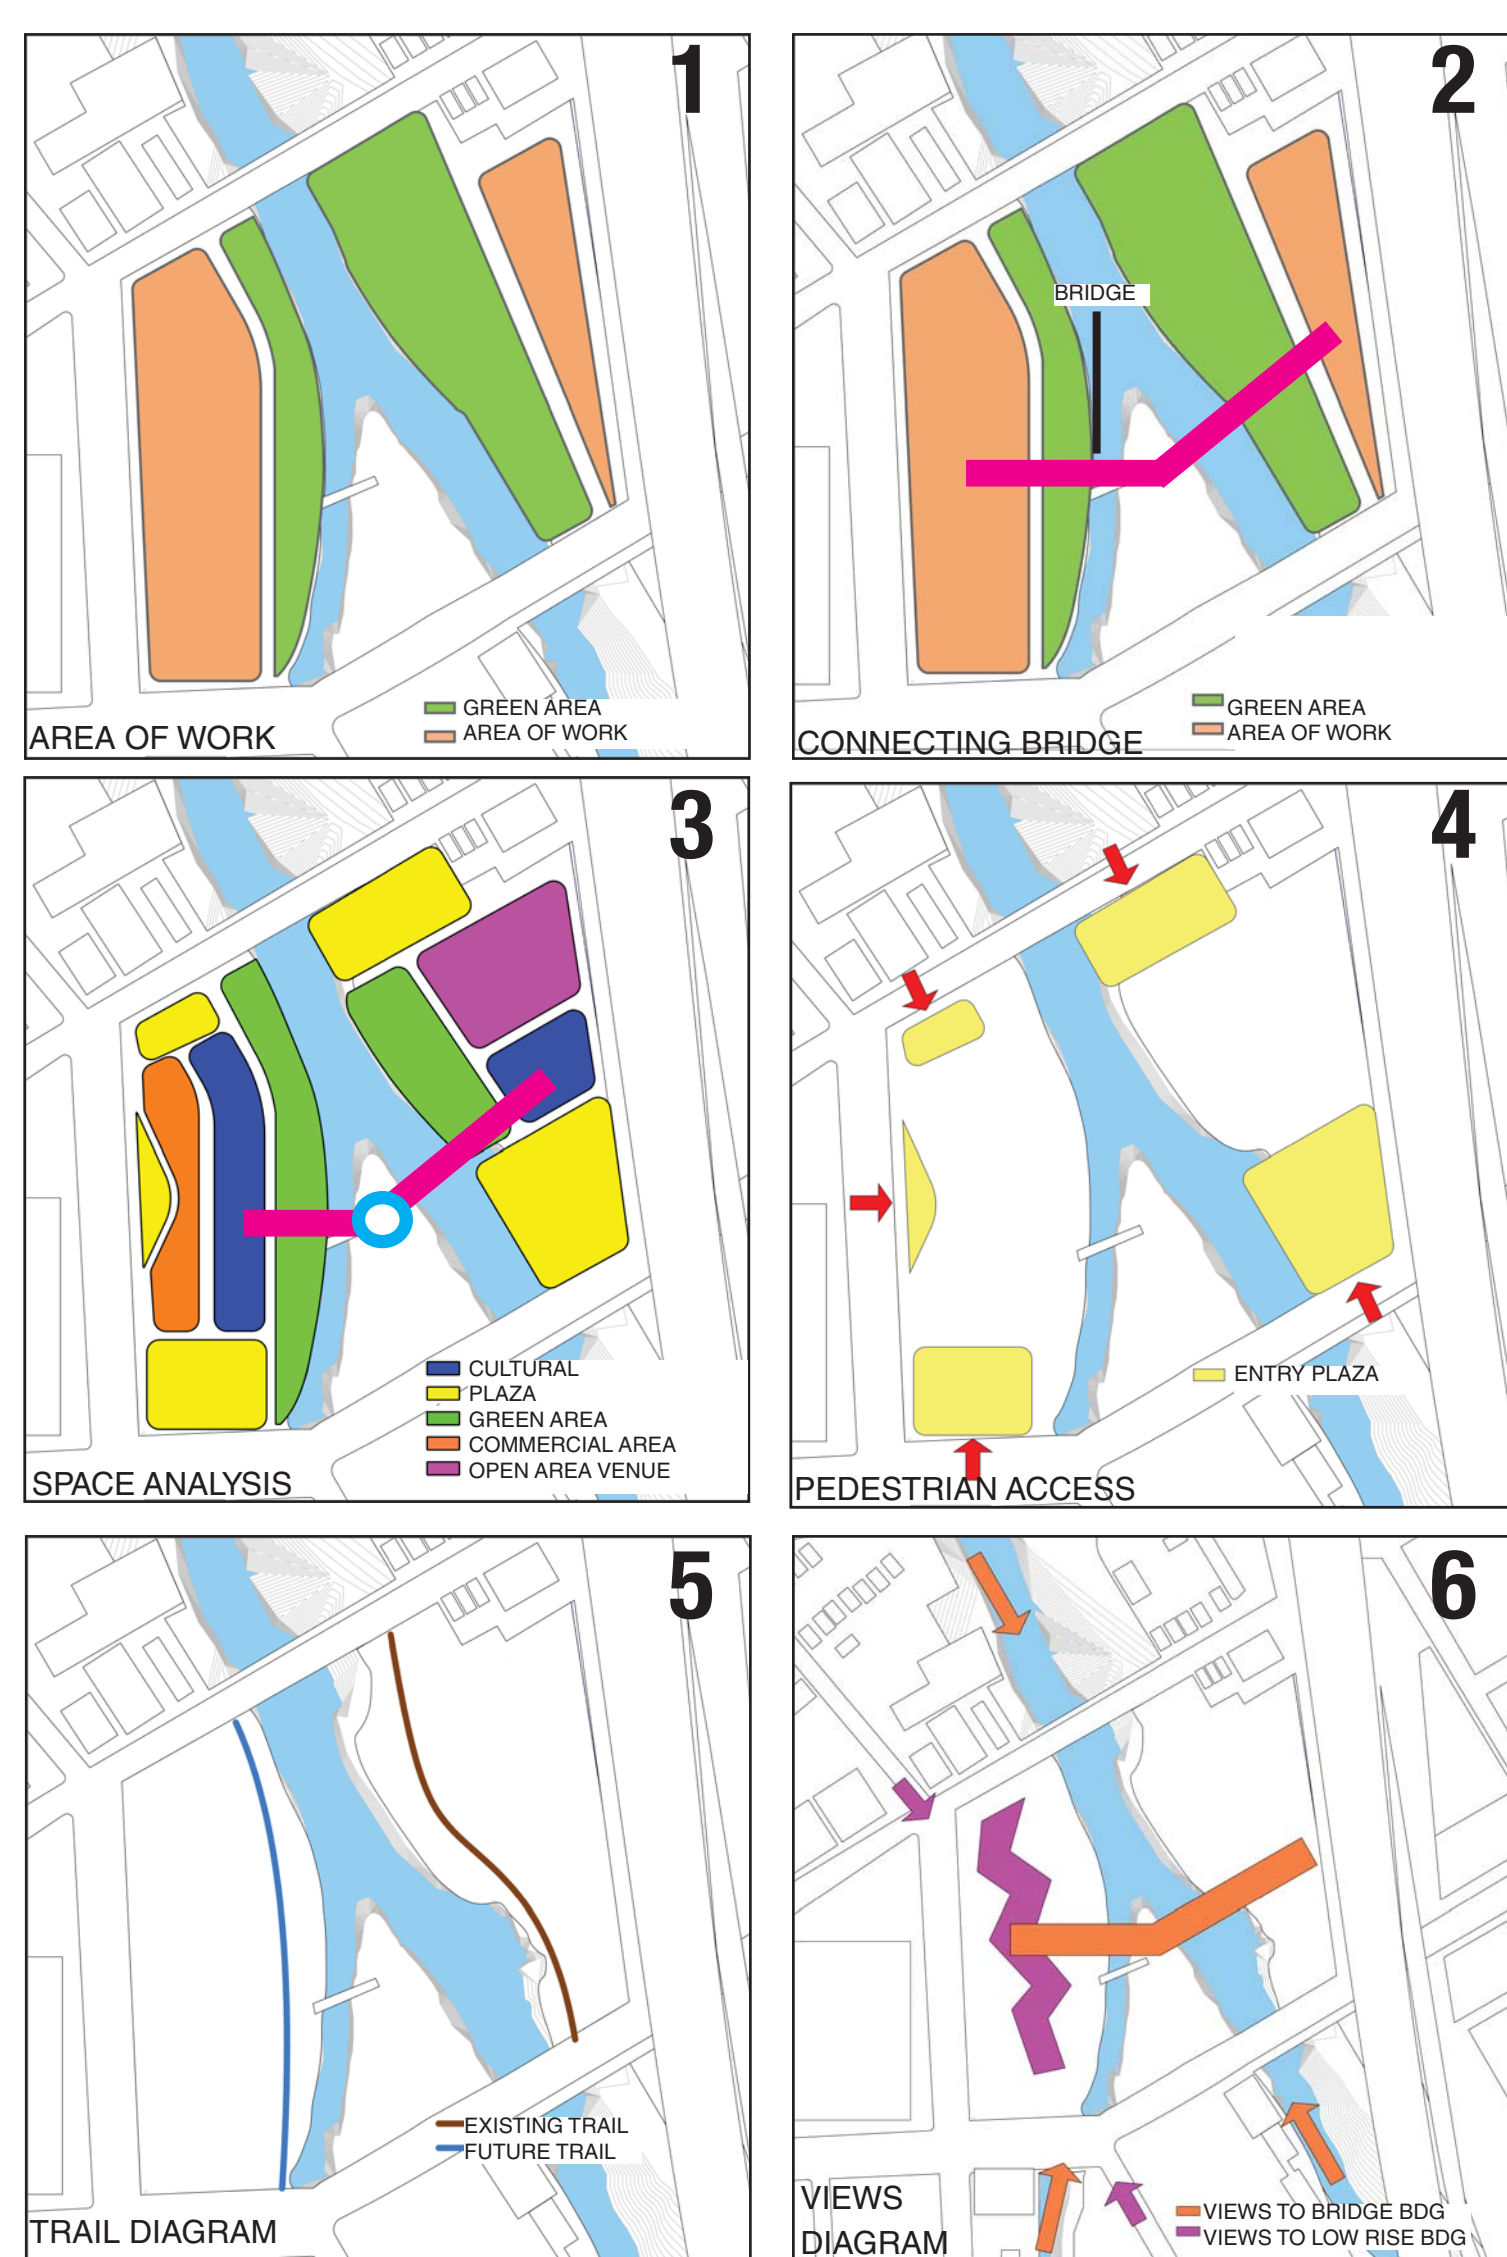 1
GREEN AREA
AREA OF WORK
AREA OF WORK
2
BRIDGE
GREEN AREA
AREA OF WORK
CONNECTING BRIDGE
3
CULTURAL
PLAZA
GREEN AREA
COMMERCIAL AREA
OPEN AREA VENUE
SPACE ANALYSIS
4
ENTRY PLAZA
PEDESTRIAN ACCESS
5
EXISTING TRAIL
FUTURE TRAIL
TRAIL DIAGRAM
6
VIEWS
DIAGRAM
VIEWS TO BRIDGE BDG
VIEWS TO LOW RISE BDG